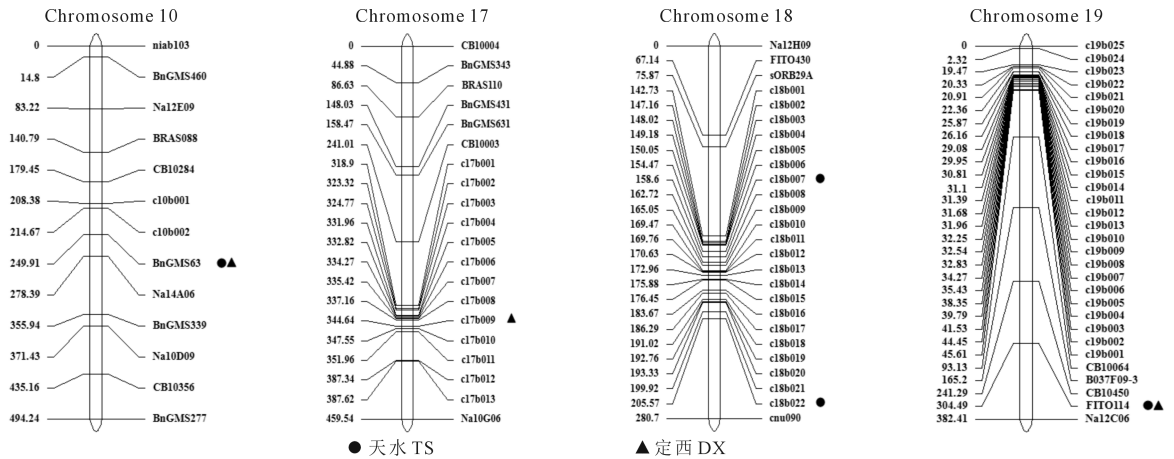 Chromosome 10
0 niab103
14.8 BnGMS460
83.22 Na12E09
140.79 BRAS088
179.45 CB10284
208.38 c10b001
214.67 c10b002
249.91 BnGMS63 ●▲
278.39 Na14A06
355.94 BnGMS339
371.43 Na10D09
435.16 CB10356
494.24 BnGMS277
Chromosome 17
0 CB10004
44.88 BnGMS343
86.63 BRAS110
148.03 BnGMS431
158.47 BnGMS631
241.01 CB10003
318.9 c17b001
323.32 c17b002
324.77 c17b003
331.96 c17b004
332.82 c17b005
334.27 c17b006
335.42 c17b007
337.16 c17b008
344.64 c17b009 ▲
347.55 c17b010
351.96 c17b011
387.34 c17b012
387.62 c17b013
459.54 Na10G06
Chromosome 18
0 Na12H09
67.14 FITO430
75.87 sORB29A
142.73 c18b001
147.16 c18b002
148.02 c18b003
149.18 c18b004
150.05 c18b005
154.47 c18b006
158.6 c18b007 ●
162.72 c18b008
165.05 c18b009
169.47 c18b010
169.76 c18b011
170.63 c18b012
172.96 c18b013
175.88 c18b014
176.45 c18b015
183.67 c18b016
186.29 c18b017
191.02 c18b018
192.76 c18b019
193.33 c18b020
199.92 c18b021
205.57 c18b022 ●
280.7 cnu090
Chromosome 19
0 c19b025
2.32 c19b024
19.47 c19b023
20.33 c19b022
20.91 c19b021
22.36 c19b020
25.87 c19b019
26.16 c19b018
29.08 c19b017
29.95 c19b016
30.81 c19b015
31.1 c19b014
31.39 c19b011
31.68 c19b012
31.96 c19b013
32.25 c19b010
32.54 c19b009
32.83 c19b008
34.27 c19b007
35.43 c19b006
38.35 c19b005
39.79 c19b004
41.53 c19b003
44.45 c19b002
45.61 c19b001
93.13 CB10064
165.2 B037F09-3
241.29 CB10450
304.49 FITO114 ●▲
382.41 Na12C06
● 天水 TS
▲ 定西 DX